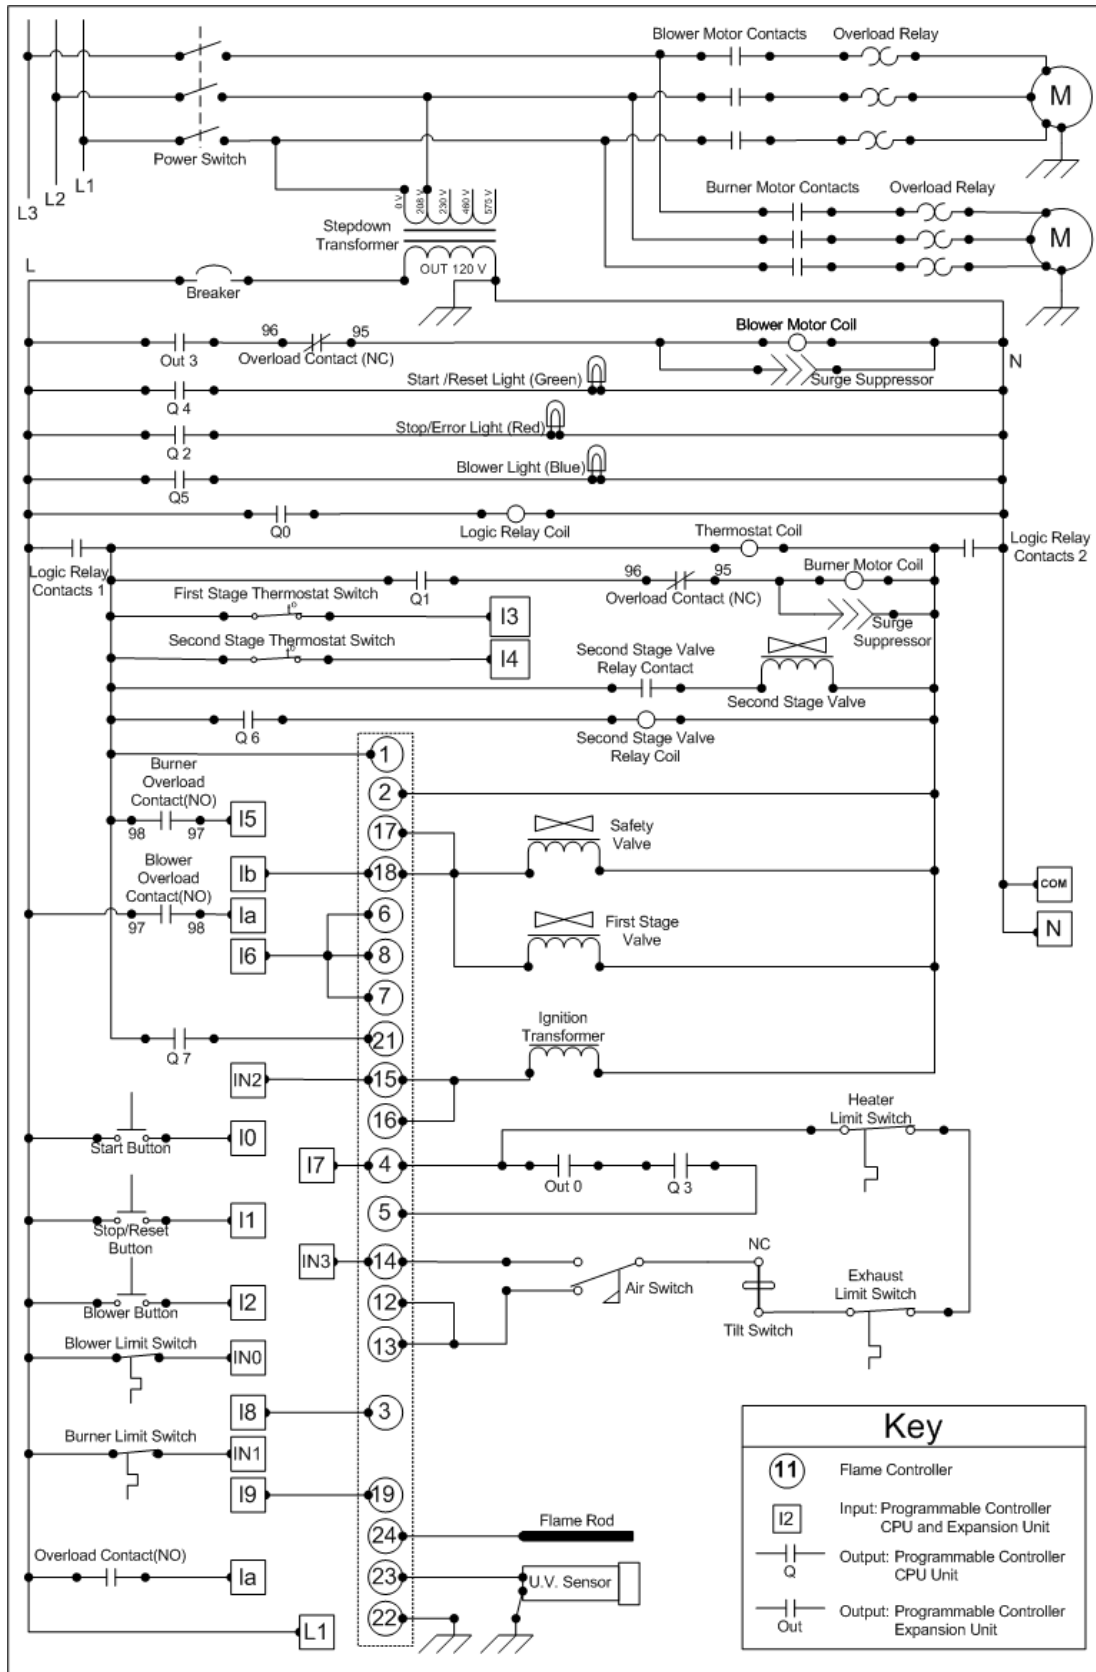 Blower Motor Contacts
Overload Relay
M
Power Switch
L1
L2
L3
0 V
208 V
230 V
460 V
575 V
Stepdown
Transformer
OUT 120 V
Burner Motor Contacts
Overload Relay
M
L
Breaker
Out 3
96
95
Overload Contact (NC)
Blower Motor Coil
Surge Suppressor
N
Start /Reset Light (Green)
Q 4
Stop/Error Light (Red)
Q 2
Blower Light (Blue)
Q5
Q0
Logic Relay Coil
Thermostat Coil
Logic Relay
Contacts 1
Logic Relay
Contacts 2
Q1
96
95
Overload Contact (NC)
Burner Motor Coil
Surge
Suppressor
First Stage Thermostat Switch
t°
I3
Second Stage Thermostat Switch
t°
I4
Second Stage Valve
Relay Contact
Second Stage Valve
Q 6
Second Stage Valve
Relay Coil
1
2
Burner
Overload
Contact(NO)
98
97
I5
17
Safety
Valve
Ib
18
Blower
Overload
Contact(NO)
97
98
Ia
6
COM
N
I6
8
First Stage
Valve
7
Q 7
21
Ignition
Transformer
IN2
15
16
Start Button
I0
I7
4
Out 0
Q 3
Heater
Limit Switch
5
Stop/Reset
Button
I1
IN3
14
Air Switch
NC
Tilt Switch
Exhaust
Limit Switch
Blower Button
I2
12
13
Blower Limit Switch
IN0
I8
3
Burner Limit Switch
IN1
I9
19
24
Flame Rod
Overload Contact(NO)
Ia
23
U.V. Sensor
22
L1
Key
11
Flame Controller
I2
Input: Programmable Controller
CPU and Expansion Unit
Q
Output: Programmable Controller
CPU Unit
Out
Output: Programmable Controller
Expansion Unit